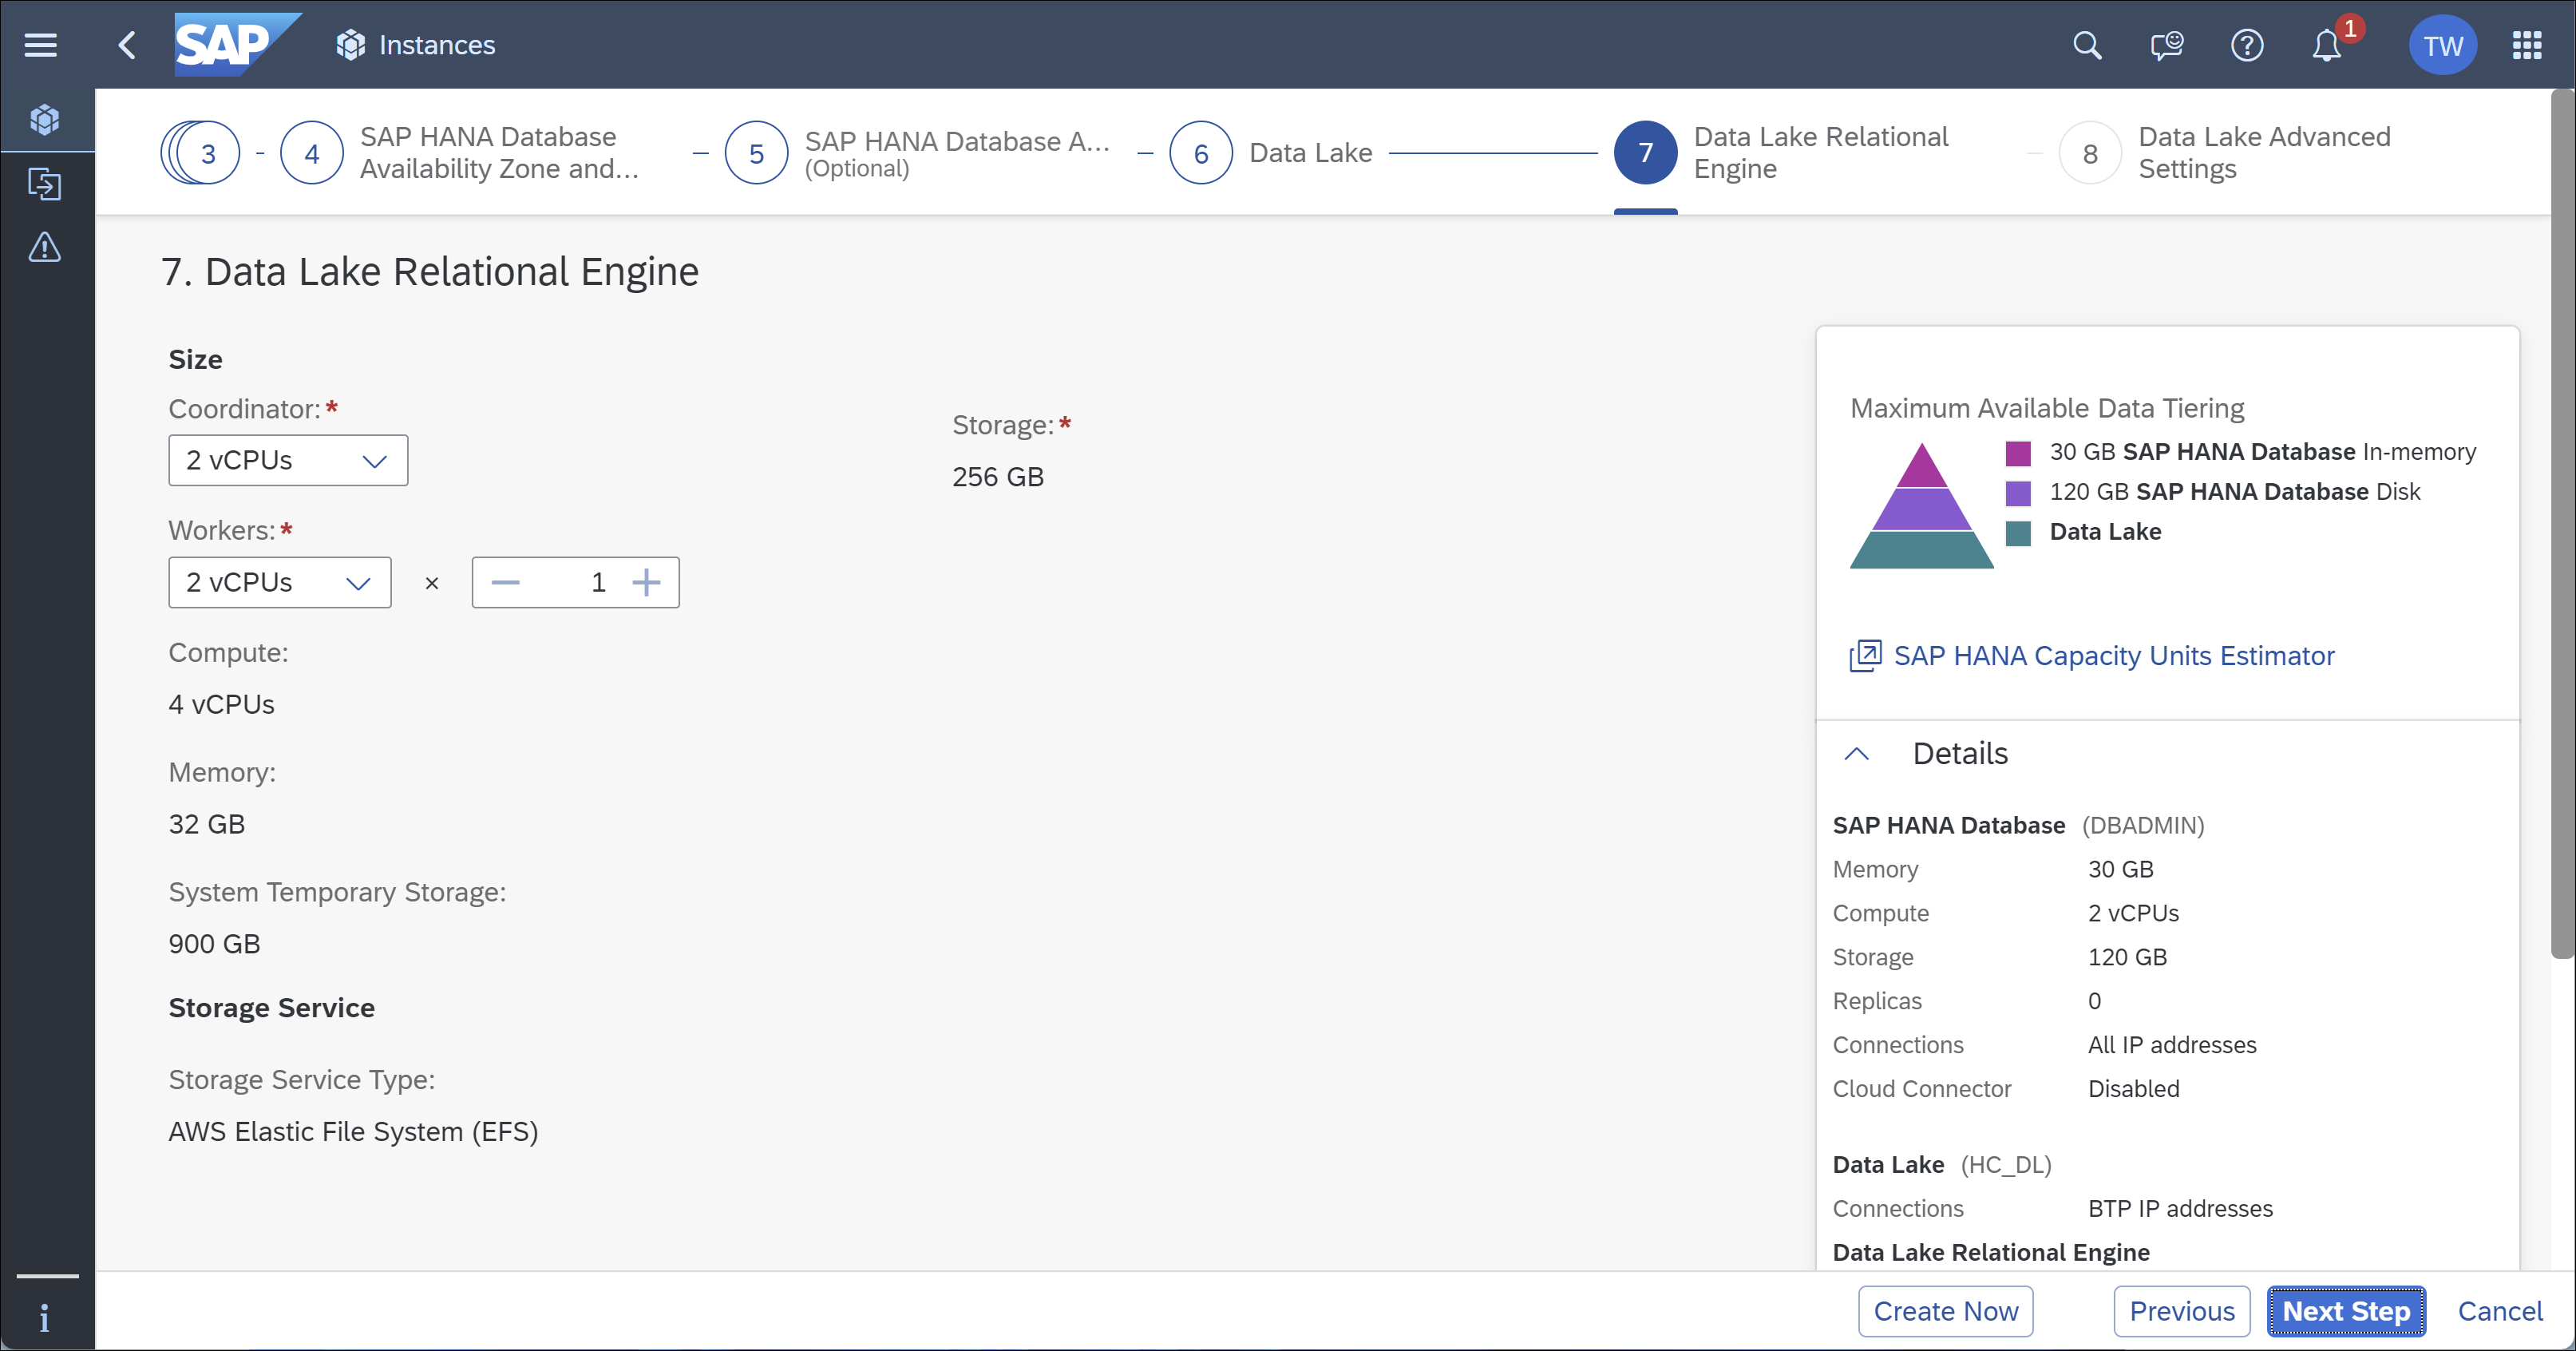 SAP
Instances
1
TW
3
4
SAP HANA Database
Availability Zone and...
5
SAP HANA Database A...
(Optional)
6
Data Lake
7
Data Lake Relational
Engine
8
Data Lake Advanced
Settings
7. Data Lake Relational Engine
Size
Coordinator:*
2 vCPUs
Storage:*
256 GB
Workers:*
2 vCPUs
×
1
Compute:
4 vCPUs
Memory:
32 GB
System Temporary Storage:
900 GB
Storage Service
Storage Service Type:
AWS Elastic File System (EFS)
Maximum Available Data Tiering
30 GB SAP HANA Database In-memory
120 GB SAP HANA Database Disk
Data Lake
SAP HANA Capacity Units Estimator
Details
SAP HANA Database (DBADMIN)
Memory 30 GB
Compute 2 vCPUs
Storage 120 GB
Replicas 0
Connections All IP addresses
Cloud Connector Disabled
Data Lake (HC_DL)
Connections BTP IP addresses
Data Lake Relational Engine
Create Now
Previous
Next Step
Cancel